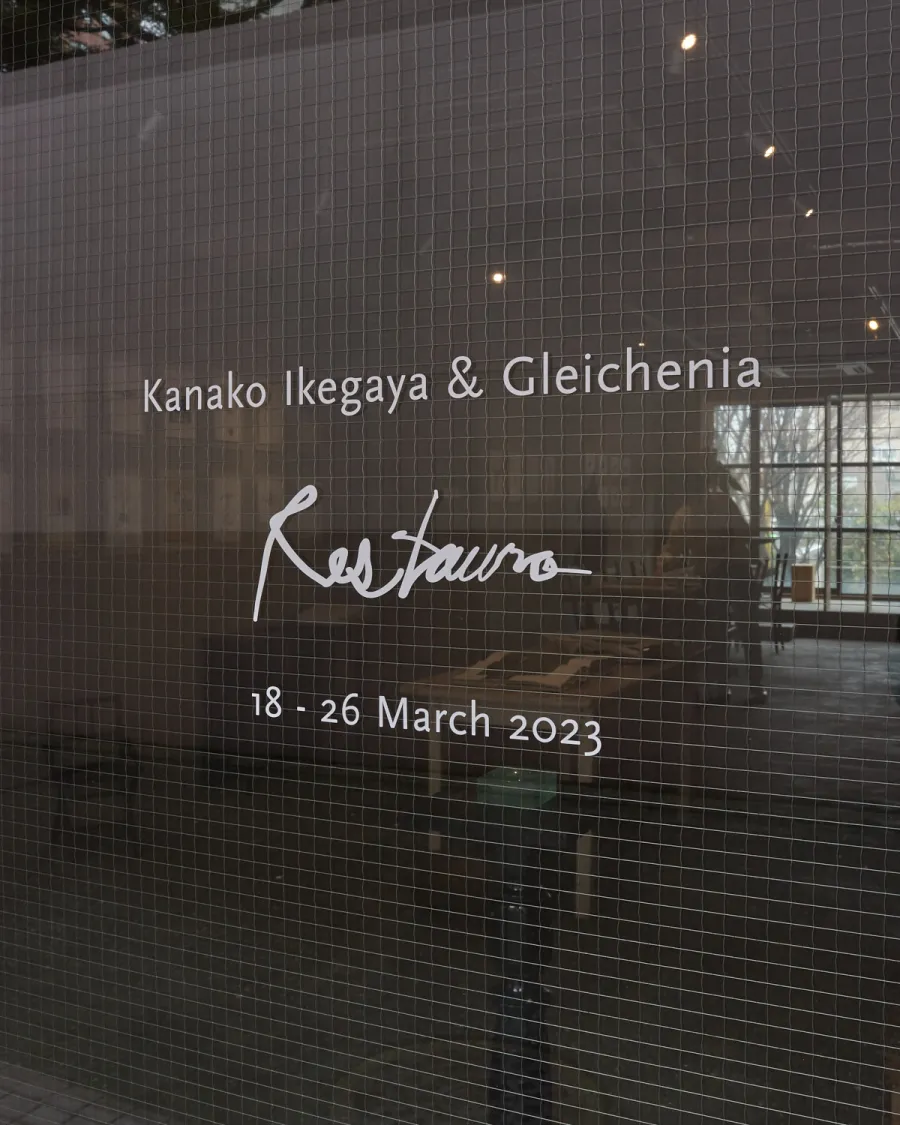 Kanako Ikegaya & Gleichenia
Restauro
18 - 26 March 2023